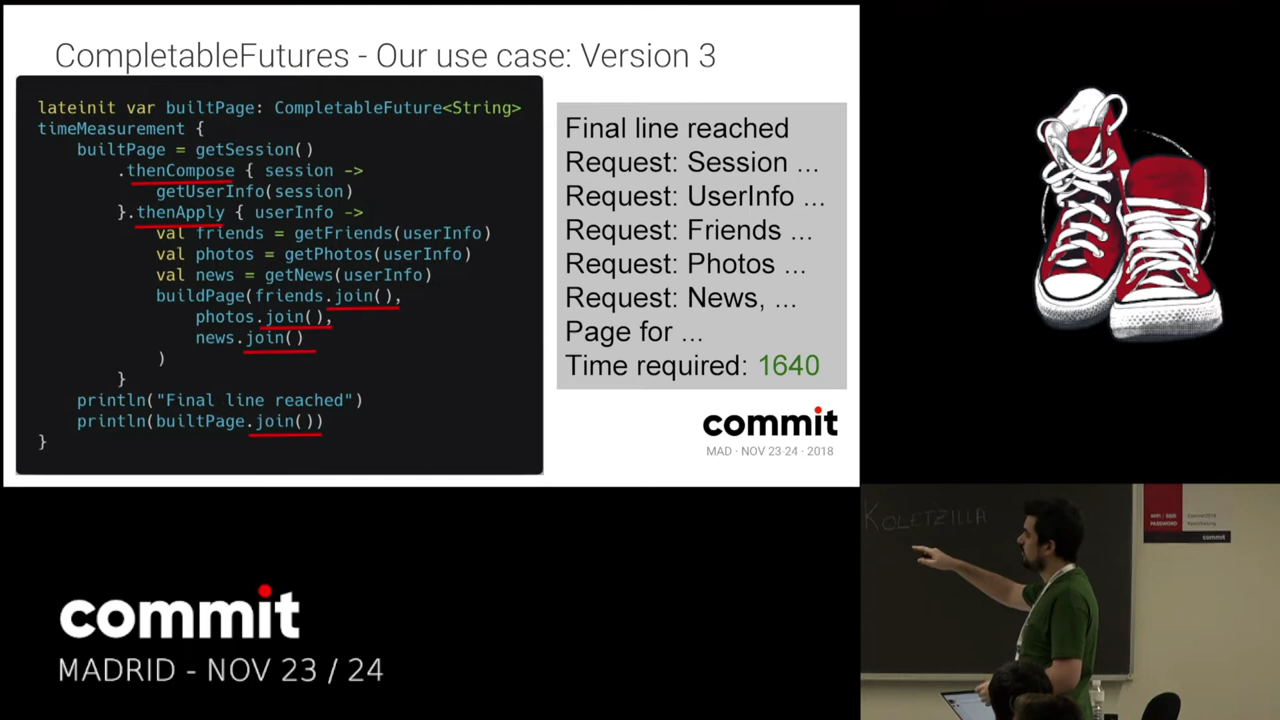 CompletableFutures - Our use case: Version 3
lateinit var builtPage: CompletableFuture<String>
timeMeasurement {
builtPage = getSession()
.thenCompose { session ->
getUserInfo(session)
}.thenApply { userInfo ->
val friends = getFriends(userInfo)
val photos = getPhotos(userInfo)
val news = getNews(userInfo)
buildPage(friends.join(),
photos.join(),
news.join()
)
}
println("Final line reached")
println(builtPage.join())
}
Final line reached
Request: Session ...
Request: UserInfo ...
Request: Friends ...
Request: Photos ...
Request: News, ...
Page for ...
Time required: 1640
commit
MAD · NOV 23-24 · 2018
KOLETZILLA
commit
commit
MADRID - NOV 23 / 24